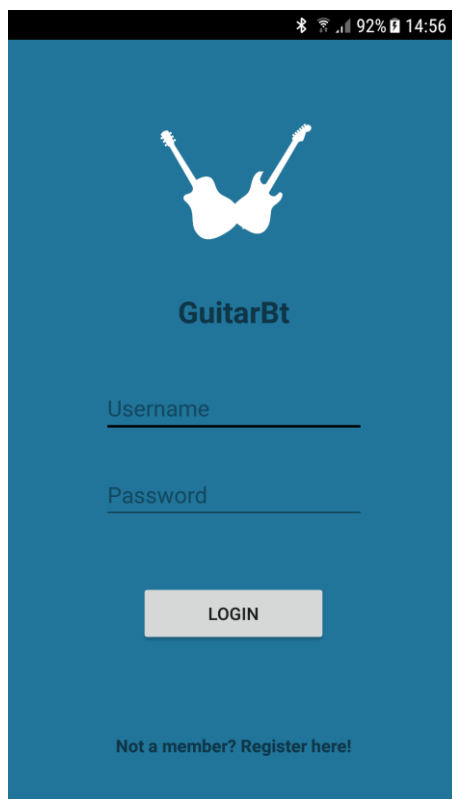 92% 14:56
GuitarBt
Username
Password
LOGIN
Not a member? Register here!